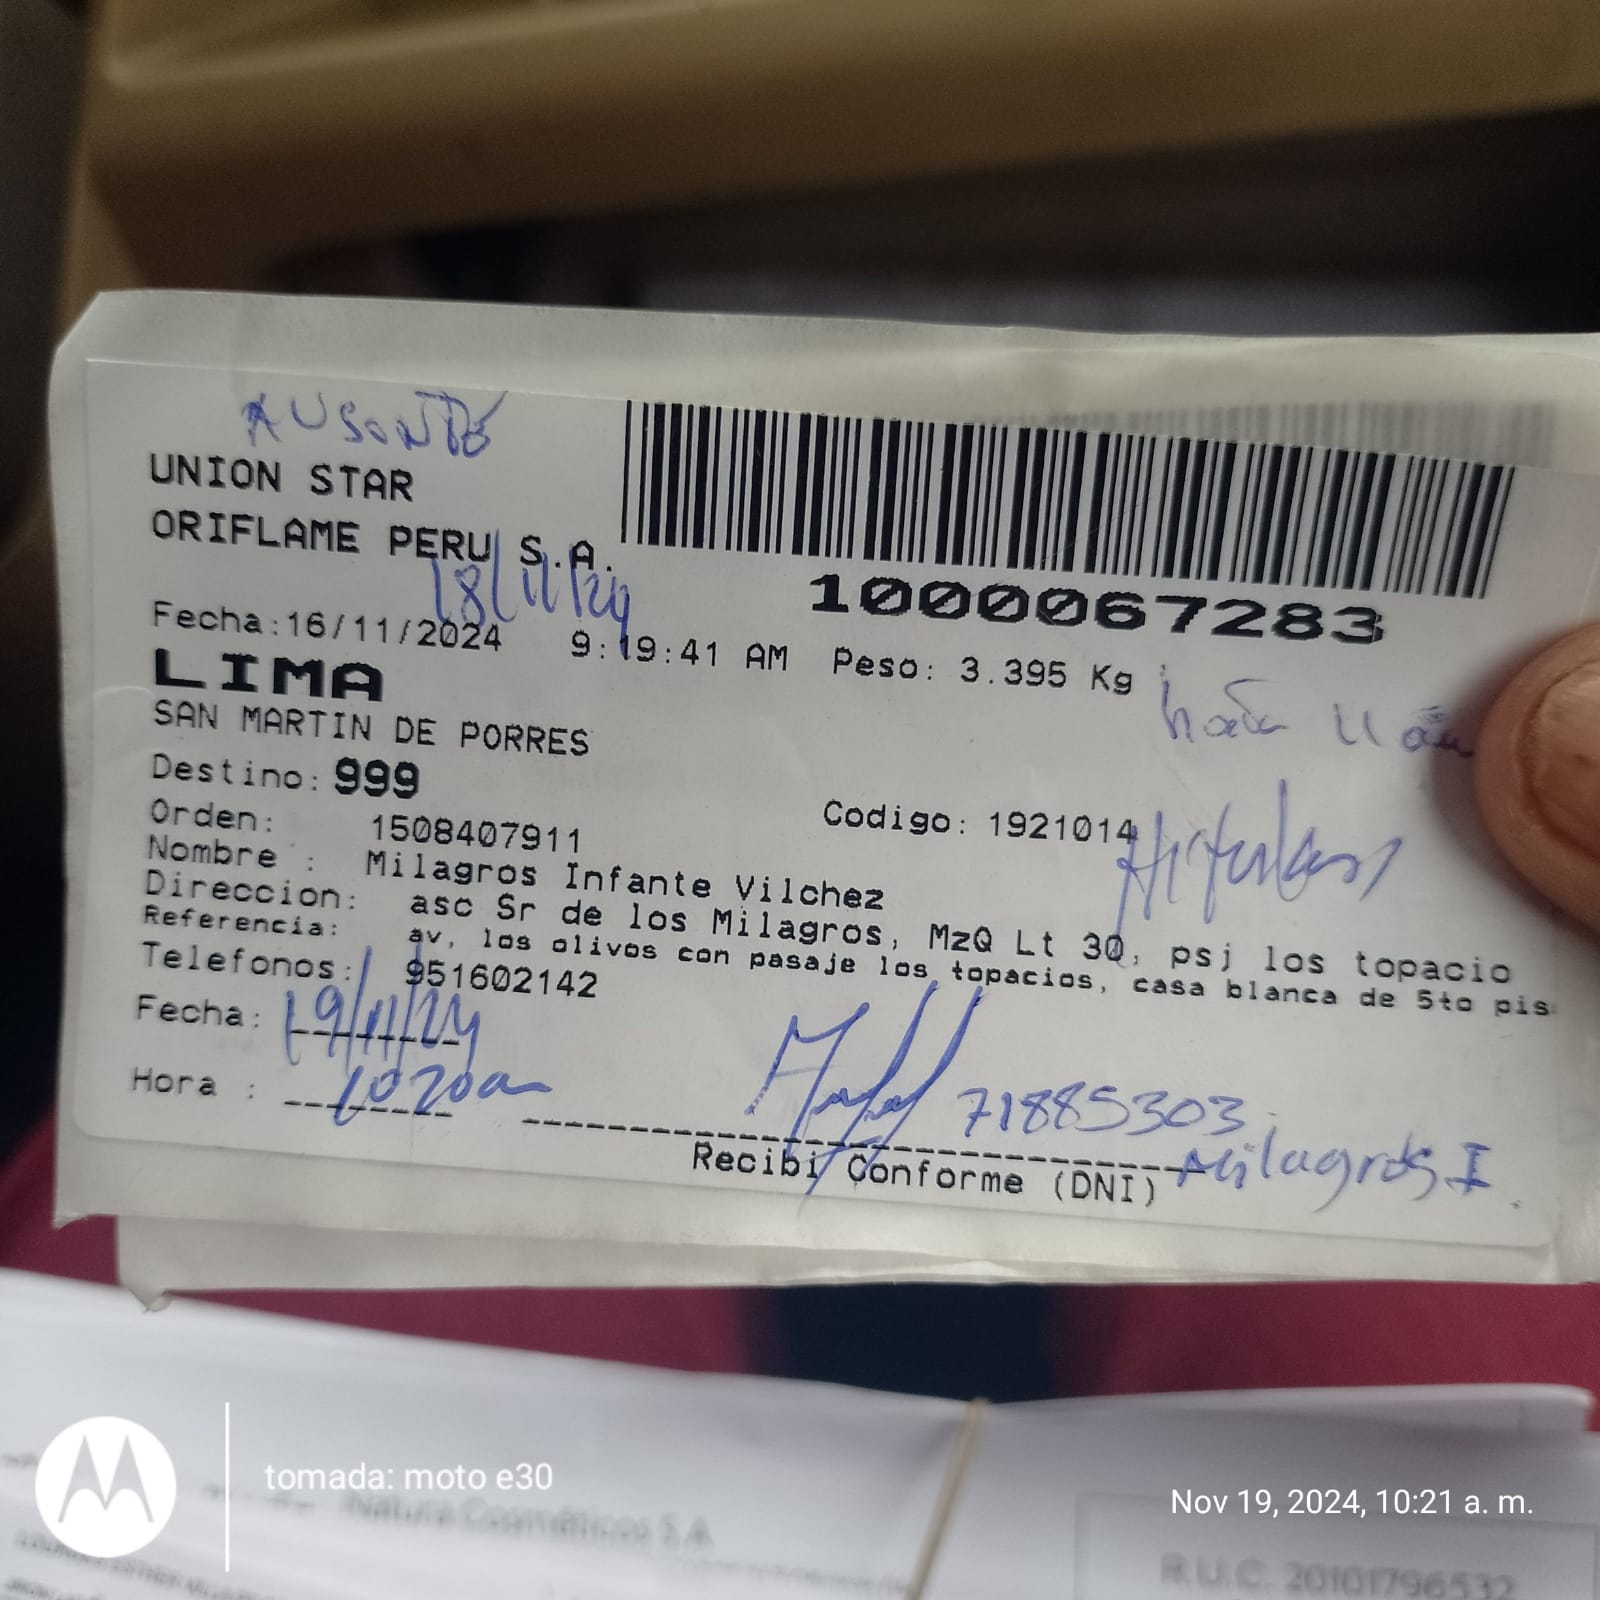 AUSENTE
UNION STAR
ORIFLAME PERU S.A.
18/11/24
1000067283
Fecha:16/11/2024 9:19:41 AM Peso: 3.395 Kg
LIMA
SAN MARTIN DE PORRES
Destino: 999
Orden: 1508407911 Codigo: 1921014
Nombre : Milagros Infante Vilchez
Direccion: asc Sr de los Milagros, MzQ Lt 30, psj los topacio
Referencia: av, los olivos con pasaje los topacios, casa blanca de 5to pis
Telefonos: 951602142
Fecha: 19/11/24
Hora : 1020am
71885303
Recibi Conforme (DNI) Milagros I
tomada: moto e30
Nov 19, 2024, 10:21 a. m.
Natura Cosméticos S.A
R.U.C. 20101796532